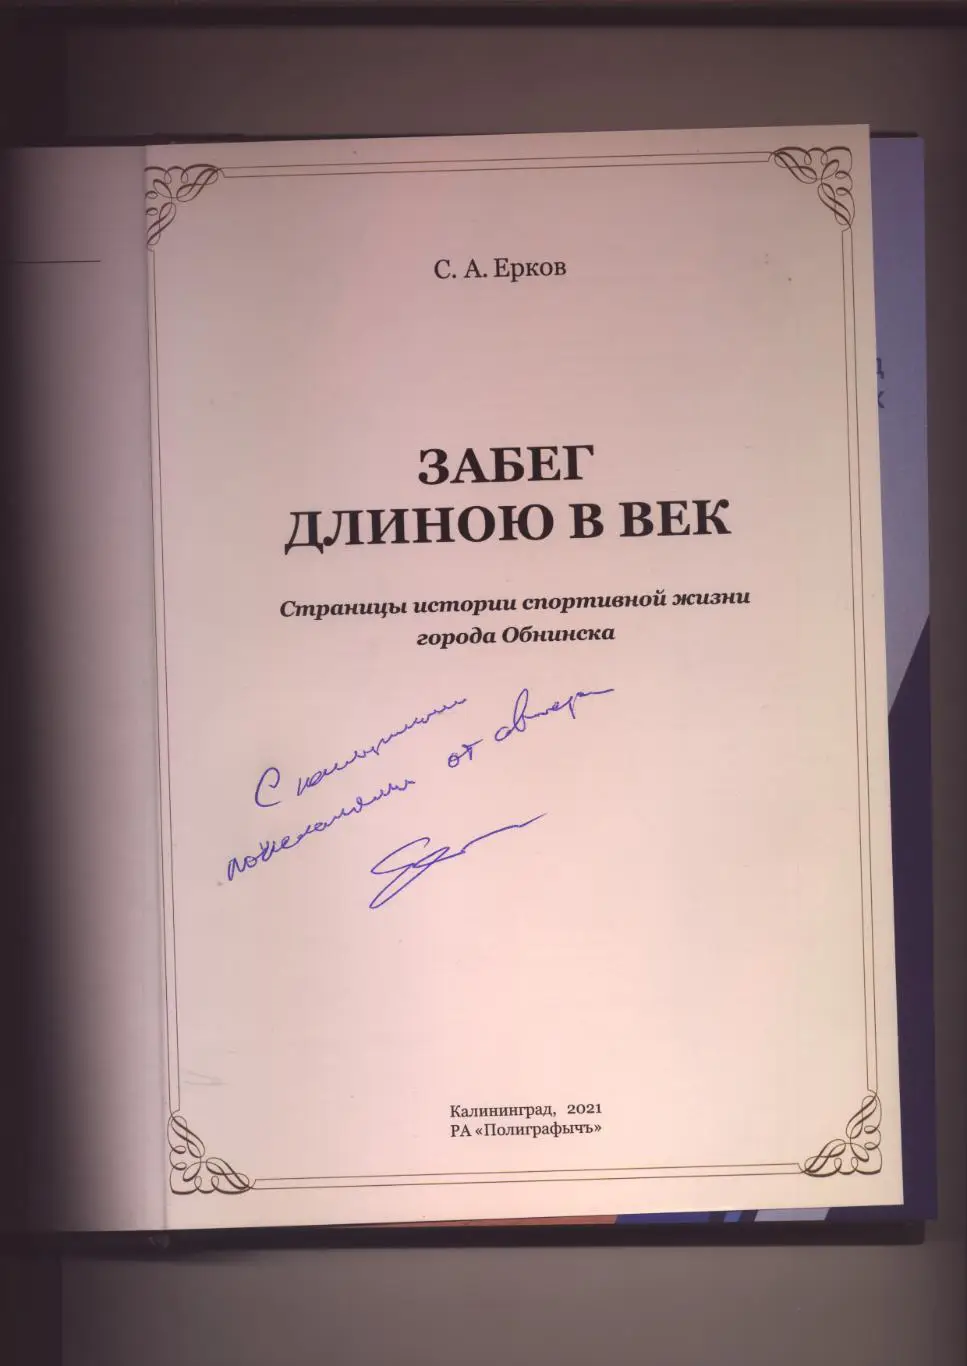 С. А. Ерков
ЗАБЕГ
ДЛИНОЮ В ВЕК
Страницы истории спортивной жизни
города Обнинска
С наилучшими
пожеланиями от автора
Калининград, 2021
РА «Полиграфычъ»